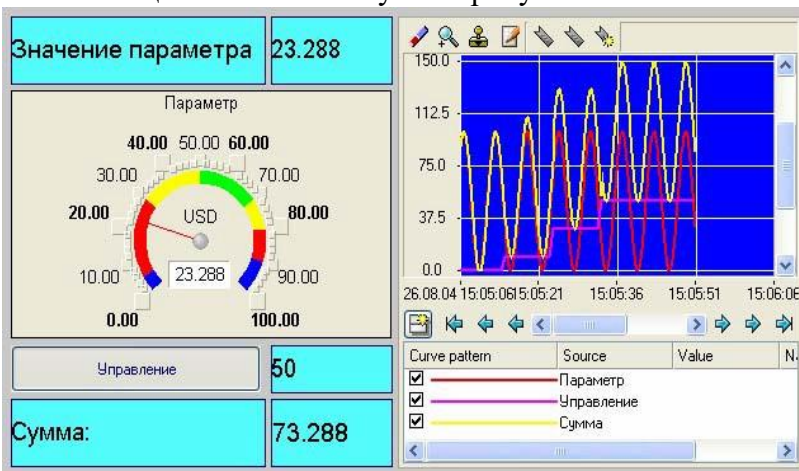 Значение параметра 23.288
Параметр
40.00 50.00 60.00
30.00 70.00
20.00 USD 80.00
10.00 23.288 90.00
0.00 100.00
Управление 50
Сумма: 73.288
150.0
112.5
75.0
37.5
0.0
26.08.04 15:05:06 15:05:21 15:05:36 15:05:51 15:06:06
Curve pattern Source Value N.
Параметр
Управление
Сумма